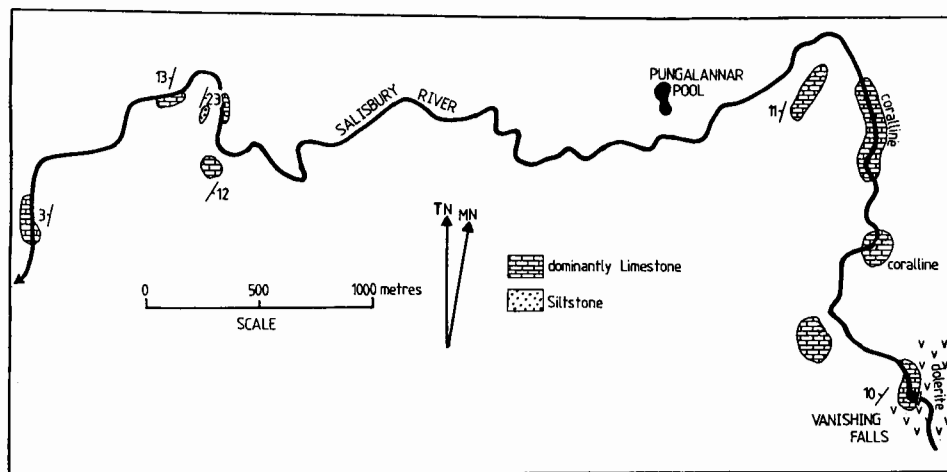 13
23
12
3
SALISBURY RIVER
PUNGALANNAR
POOL
11
coralline
coralline
TN MN
dominantly Limestone
Siltstone
0 500 1000 metres
SCALE
10
dolerite
VANISHING
FALLS